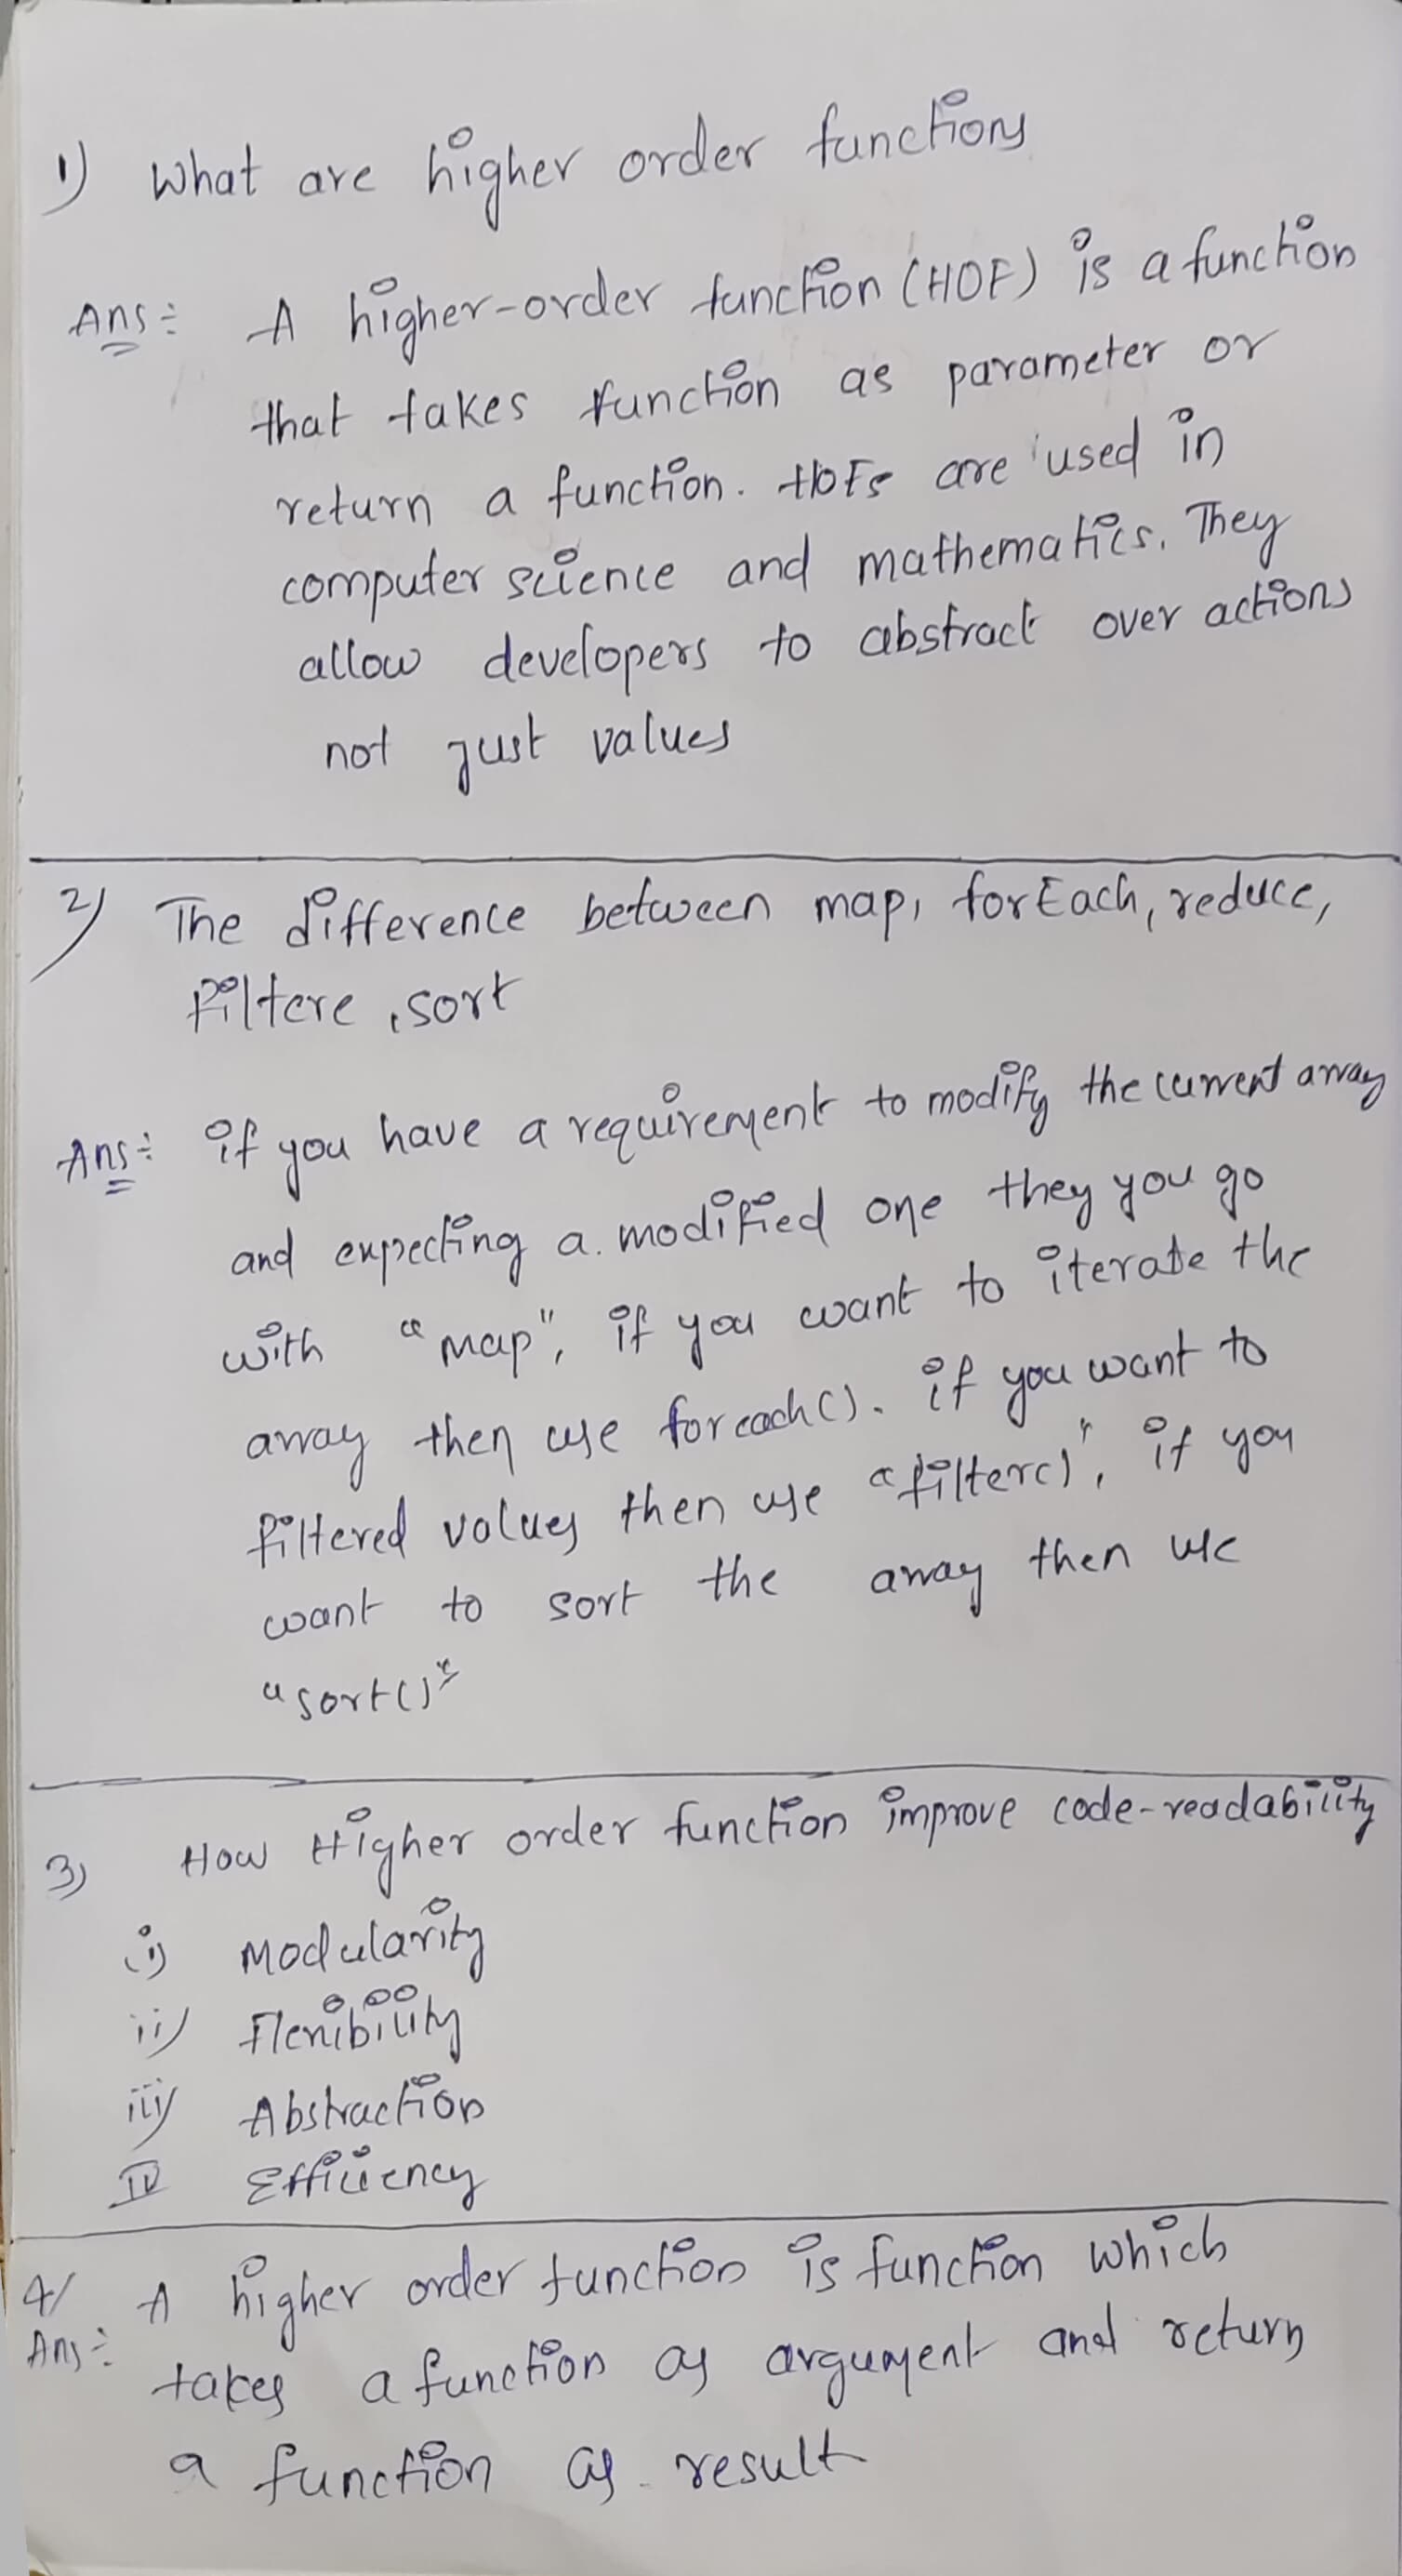 1) What are higher order functions
Ans: A higher-order function (HOF) is a function
that takes function as parameter or
return a function. HOFs are used in
computer science and mathematics. They
allow developers to abstract over actions
not just values
2) The difference between map, forEach, reduce,
filtere, sort
Ans: if you have a requirement to modify the current array
and expecting a modified one they you go
with "map", if you want to iterate the
array then use foreach(). if you want to
filtered values then use "filter()", if you
want to sort the array then use
"sort()"
3) How Higher order function improve code-readability
i) Modularity
ii) Flexibility
iii) Abstraction
IV Efficiency
4/ A higher order function is function which
Ans: takes a function as argument and return
a function as result